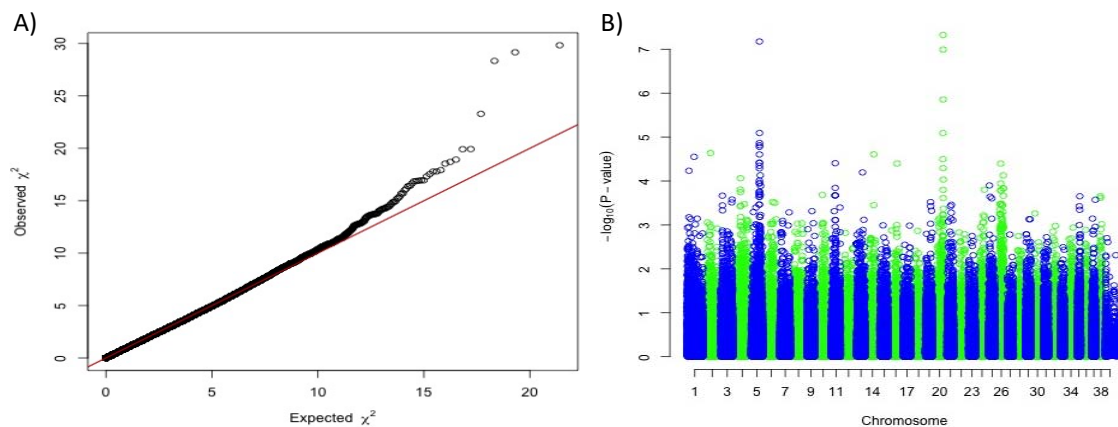 A)
30
25
20
15
10
5
0
Observed χ²
0 5 10 15 20
Expected χ²
B)
7
6
5
4
3
2
1
0
−log₁₀(P − value)
1 3 5 7 9 11 14 17 20 23 26 30 34 38
Chromosome